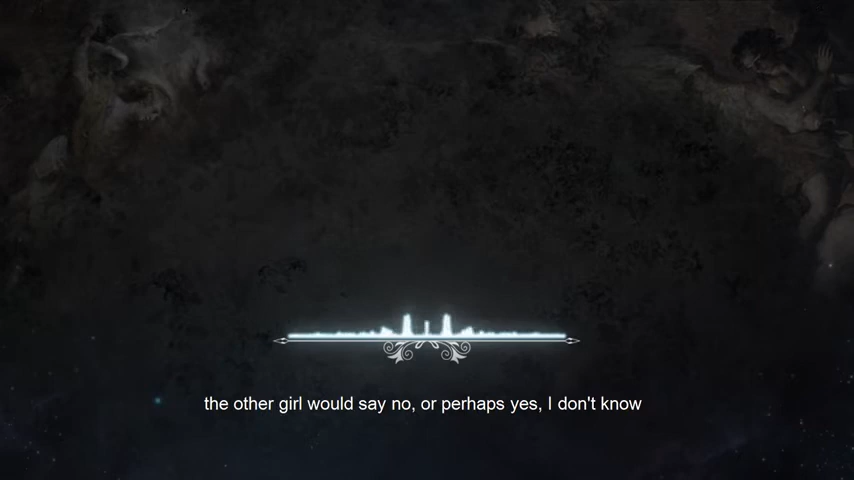 the other girl would say no, or perhaps yes, I don't know